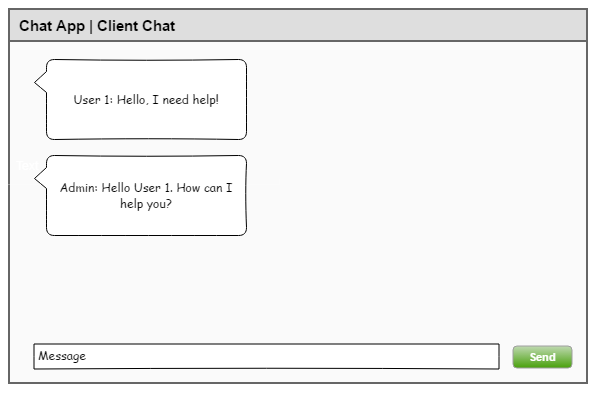 Chat App | Client Chat
User 1: Hello, I need help!
Admin: Hello User 1. How can I
help you?
Message
Send